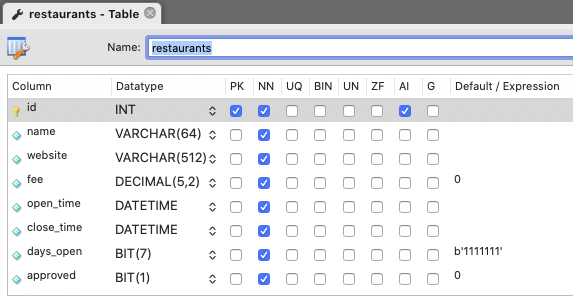 restaurants - Table
Name: restaurants
Column Datatype PK NN UQ BIN UN ZF AI G Default / Expression
id INT
name VARCHAR(64)
website VARCHAR(512)
fee DECIMAL(5,2) 0
open_time DATETIME
close_time DATETIME
days_open BIT(7) b'1111111'
approved BIT(1) 0